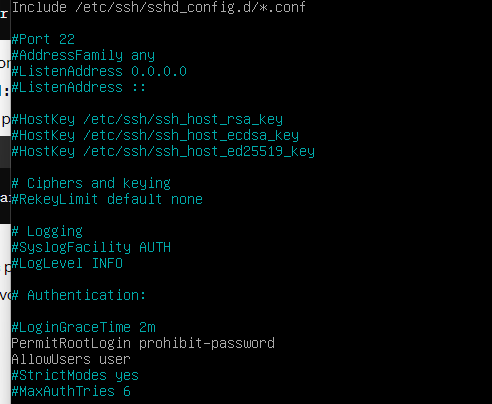 Include /etc/ssh/sshd_config.d/*.conf
#Port 22
#AddressFamily any
#ListenAddress 0.0.0.0
#ListenAddress ::
#HostKey /etc/ssh/ssh_host_rsa_key
#HostKey /etc/ssh/ssh_host_ecdsa_key
#HostKey /etc/ssh/ssh_host_ed25519_key
# Ciphers and keying
#RekeyLimit default none
# Logging
#SyslogFacility AUTH
#LogLevel INFO
# Authentication:
#LoginGraceTime 2m
PermitRootLogin prohibit-password
AllowUsers user
#StrictModes yes
#MaxAuthTries 6